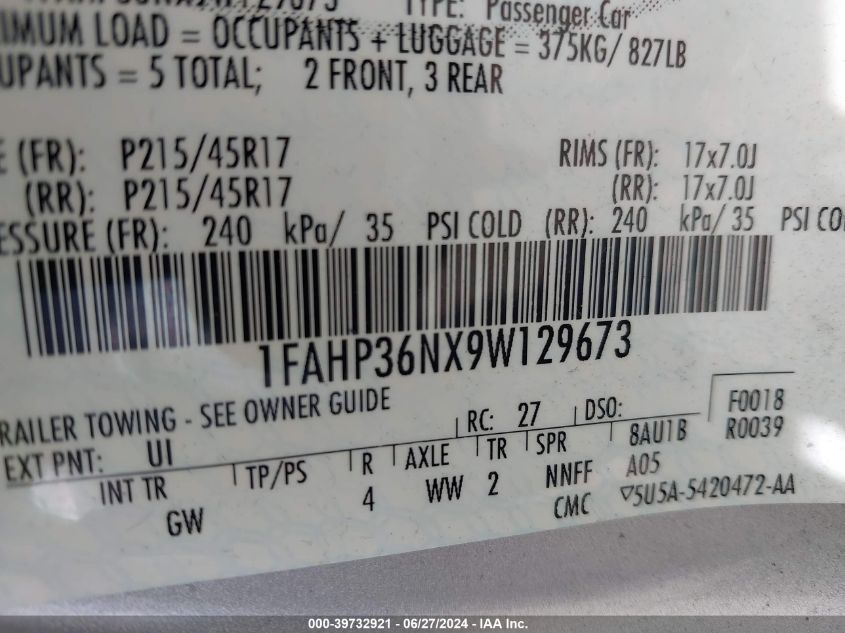 TYPE: Passenger Car
IMUM LOAD = OCCUPANTS + LUGGAGE = 375KG/ 827LB
UPANTS = 5 TOTAL; 2 FRONT, 3 REAR
E (FR): P215/45R17 RIMS (FR): 17x7.0J
(RR): P215/45R17 (RR): 17x7.0J
ESSURE (FR): 240 kPa/ 35 PSI COLD (RR): 240 kPa/ 35 PSI COL
1FAHP36NX9W129673
RAILER TOWING - SEE OWNER GUIDE
RC: 27 DSO: F0018
EXT PNT: UI 8AU1B R0039
INT TR TP/PS R AXLE TR SPR A05
GW 4 WW 2 NNFF ▽5U5A-5420472-AA
CMC
000-39732921 - 06/27/2024 - IAA Inc.